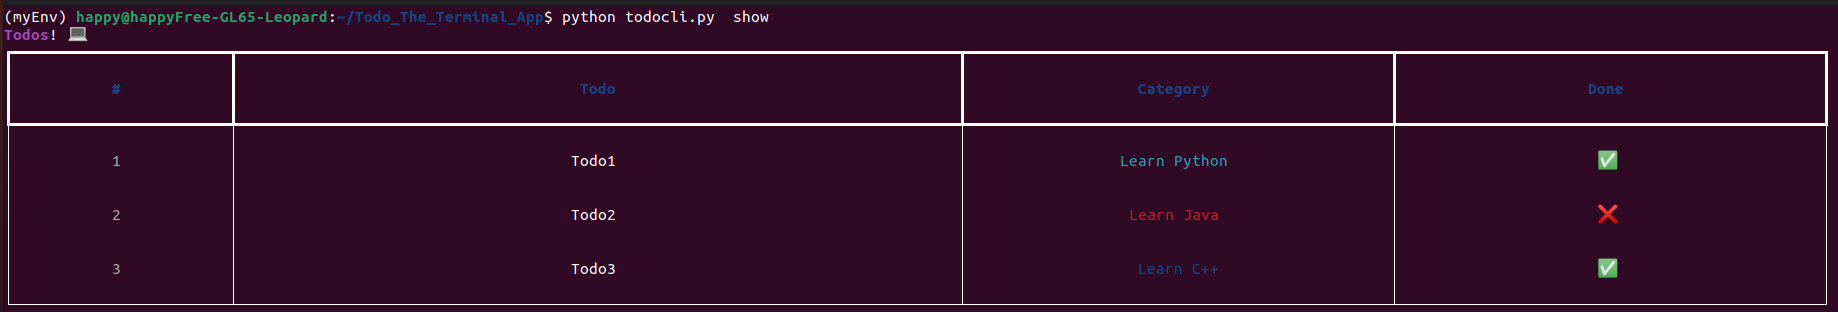 (myEnv) happy@happyFree-GL65-Leopard:~/Todo_The_Terminal_App$ python todocli.py  show
Todos! 💻
# Todo Category Done
1 Todo1 Learn Python ✅
2 Todo2 Learn Java ❌
3 Todo3 Learn C++ ✅